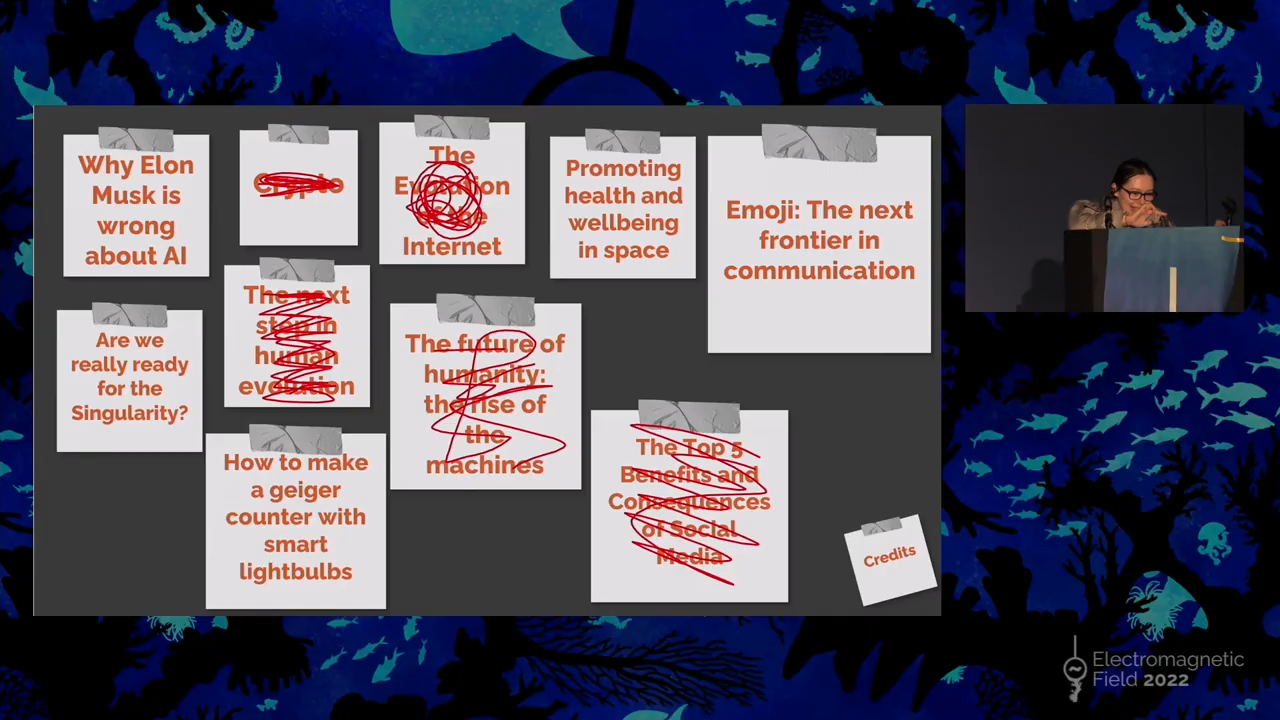 Why Elon
Musk is
wrong
about AI
Crypto
The
Evolution
of the
Internet
Promoting
health and
wellbeing
in space
Emoji: The next
frontier in
communication
Are we
really ready
for the
Singularity?
The next
step in
human
evolution
The future of
humanity:
the rise of
the
machines
How to make
a geiger
counter with
smart
lightbulbs
The Top 5
Benefits and
Consequences
of Social
Media
Credits
Electromagnetic
Field 2022